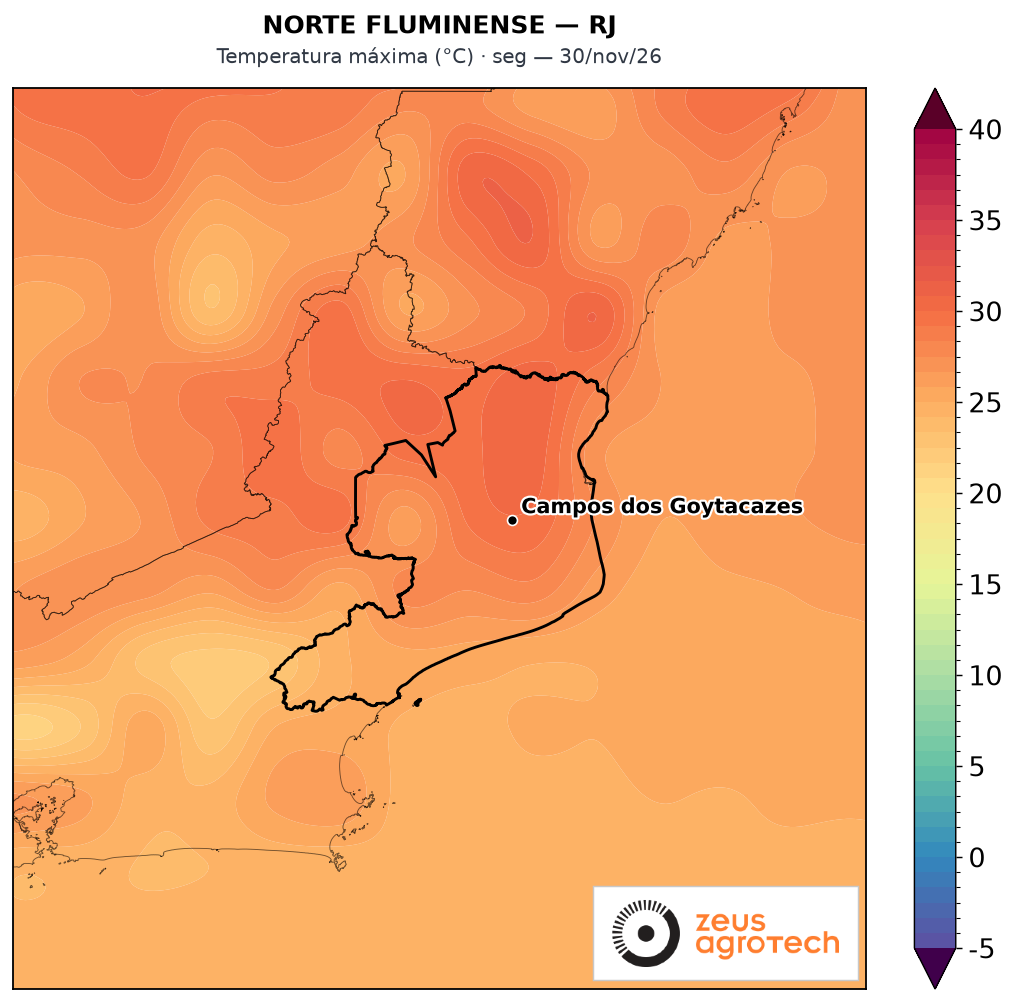 NORTE FLUMINENSE — RJ
Temperatura máxima (°C) · seg — 30/nov/26
40
35
30
25
20
15
10
5
0
-5
Campos dos Goytacazes
zeus
agrotech